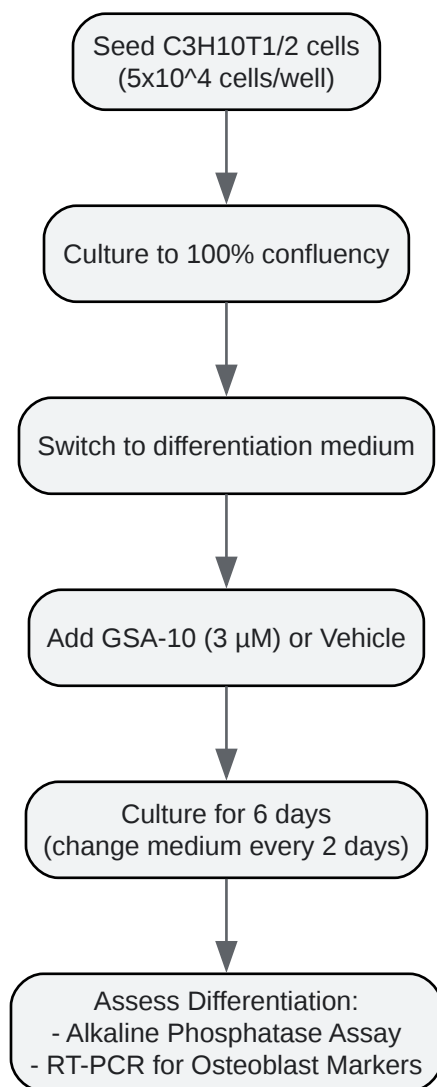 Seed C3H10T1/2 cells
(5x10^4 cells/well)
Culture to 100% confluency
Switch to differentiation medium
Add GSA-10 (3 µM) or Vehicle
Culture for 6 days
(change medium every 2 days)
Assess Differentiation:
- Alkaline Phosphatase Assay
- RT-PCR for Osteoblast Markers